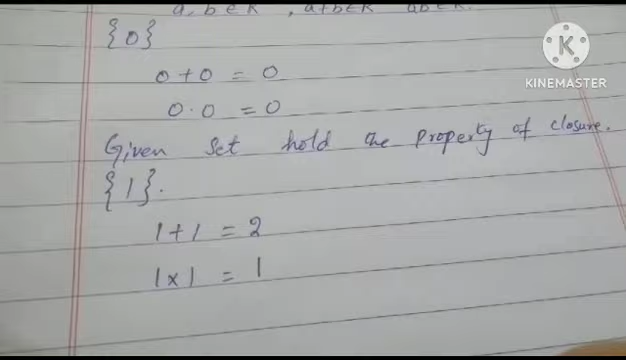 a, b ∈ R , a+b ∈ R ab ∈ R.
{0}
0 + 0 = 0
0 · 0 = 0
Given set hold the property of closure.
{1}.
1 + 1 = 2
1 × 1 = 1
K
KINEMASTER